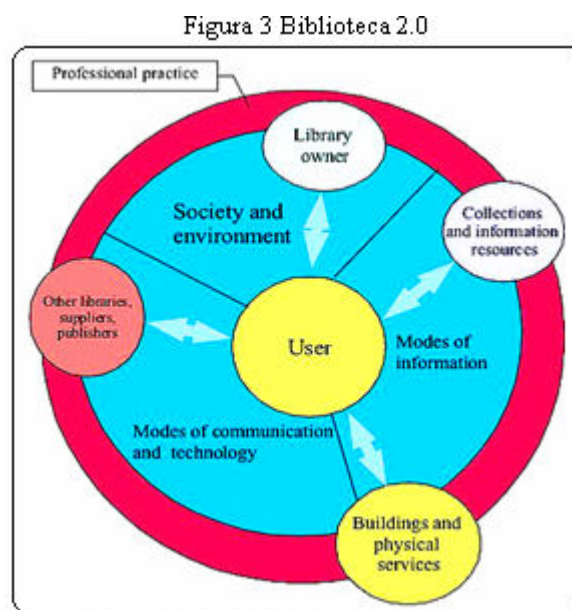 Figura 3 Biblioteca 2.0
Professional practice
Library
owner
Society and
environment
Collections
and information
resources
Other libraries,
suppliers,
publishers
User
Modes of
information
Modes of communication
and technology
Buildings and
physical
services